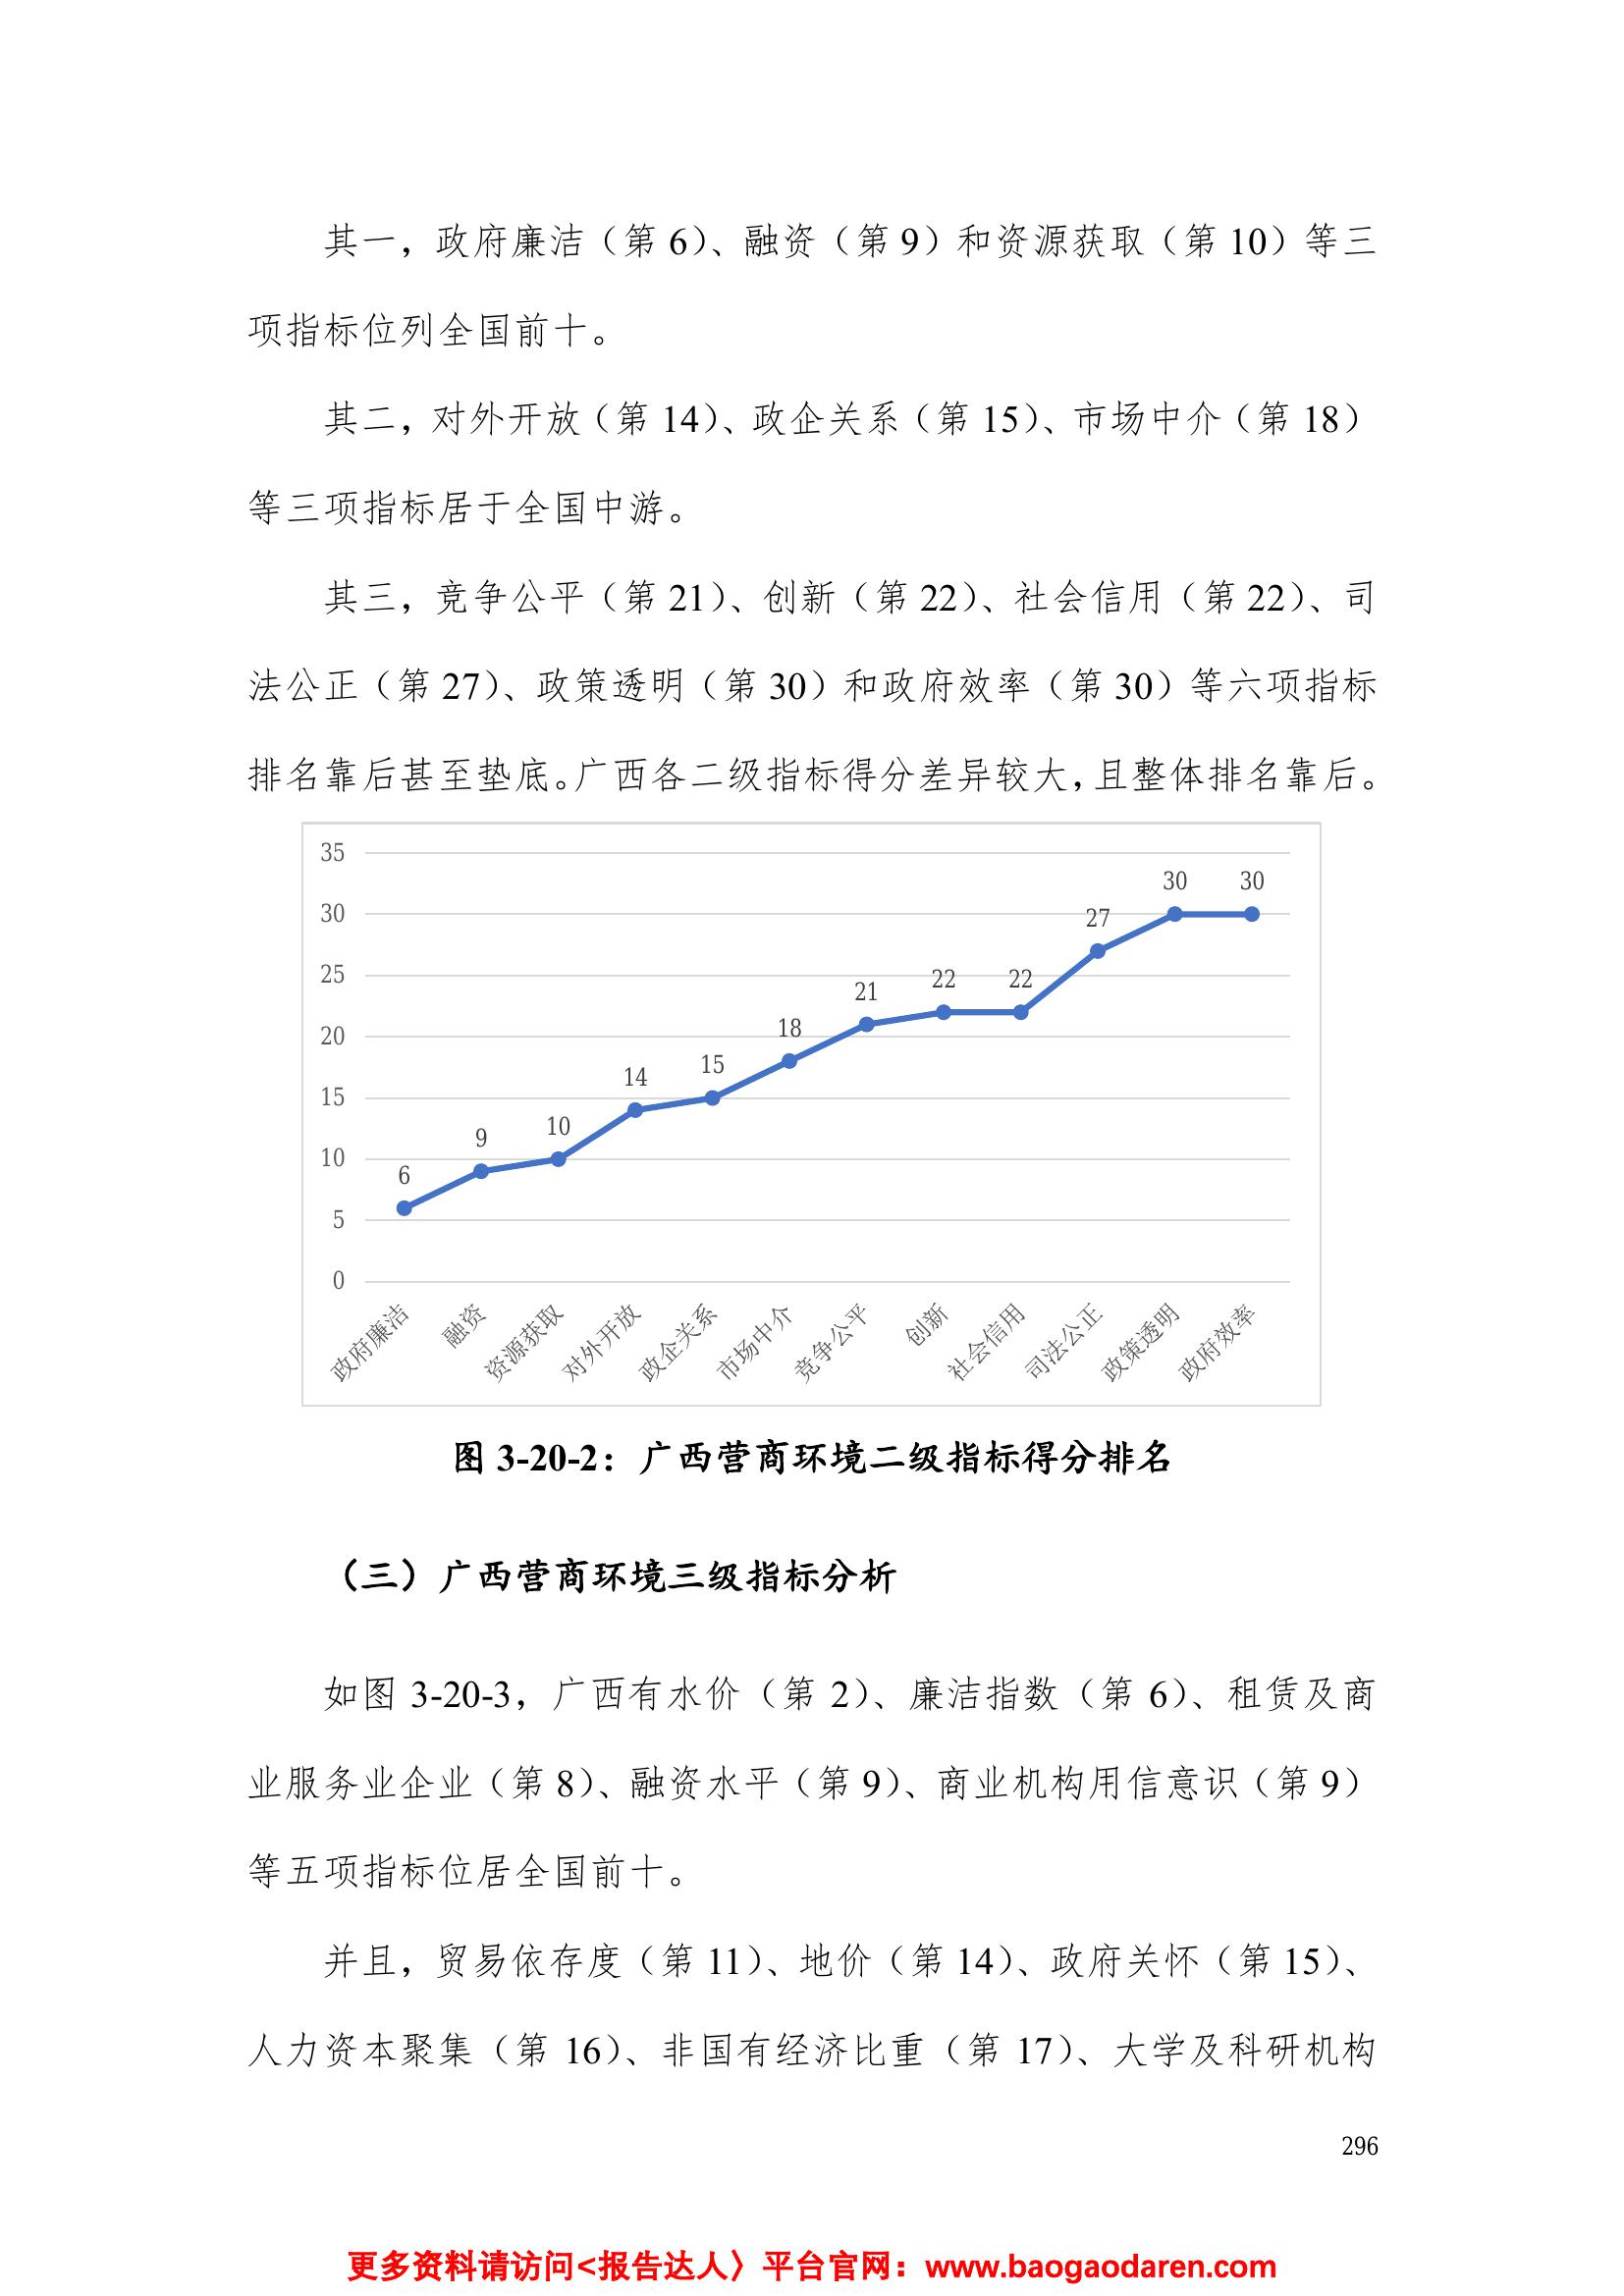 其一，政府廉洁（第 6）、融资（第 9）和资源获取（第 10）等三
项指标位列全国前十。
其二，对外开放（第 14）、政企关系（第 15）、市场中介（第 18）
等三项指标居于全国中游。
其三，竞争公平（第 21）、创新（第 22）、社会信用（第 22）、司
法公正（第 27）、政策透明（第 30）和政府效率（第 30）等六项指标
排名靠后甚至垫底。广西各二级指标得分差异较大，且整体排名靠后。
35
30
25
20
15
10
5
0
6
9
10
14
15
18
21
22
22
27
30
30
政府廉洁
融资
资源获取
对外开放
政企关系
市场中介
竞争公平
创新
社会信用
司法公正
政策透明
政府效率
图 3-20-2：广西营商环境二级指标得分排名
（三）广西营商环境三级指标分析
如图 3-20-3，广西有水价（第 2）、廉洁指数（第 6）、租赁及商
业服务业企业（第 8）、融资水平（第 9）、商业机构用信意识（第 9）
等五项指标位居全国前十。
并且，贸易依存度（第 11）、地价（第 14）、政府关怀（第 15）、
人力资本聚集（第 16）、非国有经济比重（第 17）、大学及科研机构
296
更多资料请访问<报告达人〉平台官网：www.baogaodaren.com